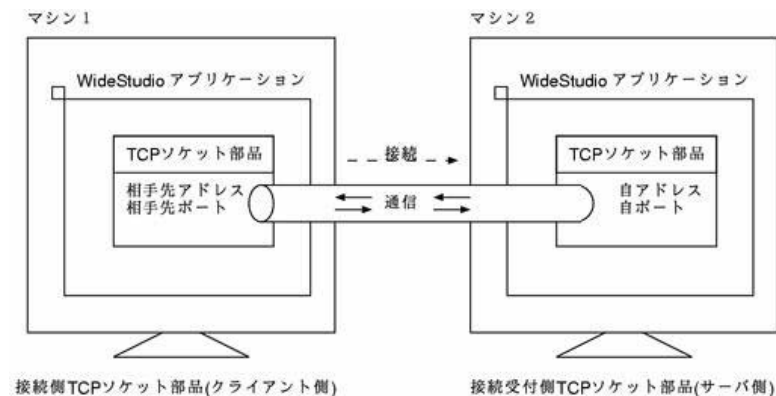 マシン1
マシン2
WideStudio アプリケーション
WideStudio アプリケーション
TCPソケット部品
接続
TCPソケット部品
相手先アドレス
相手先ポート
通信
自アドレス
自ポート
接続側TCPソケット部品(クライアント側)
接続受付側TCPソケット部品(サーバ側)